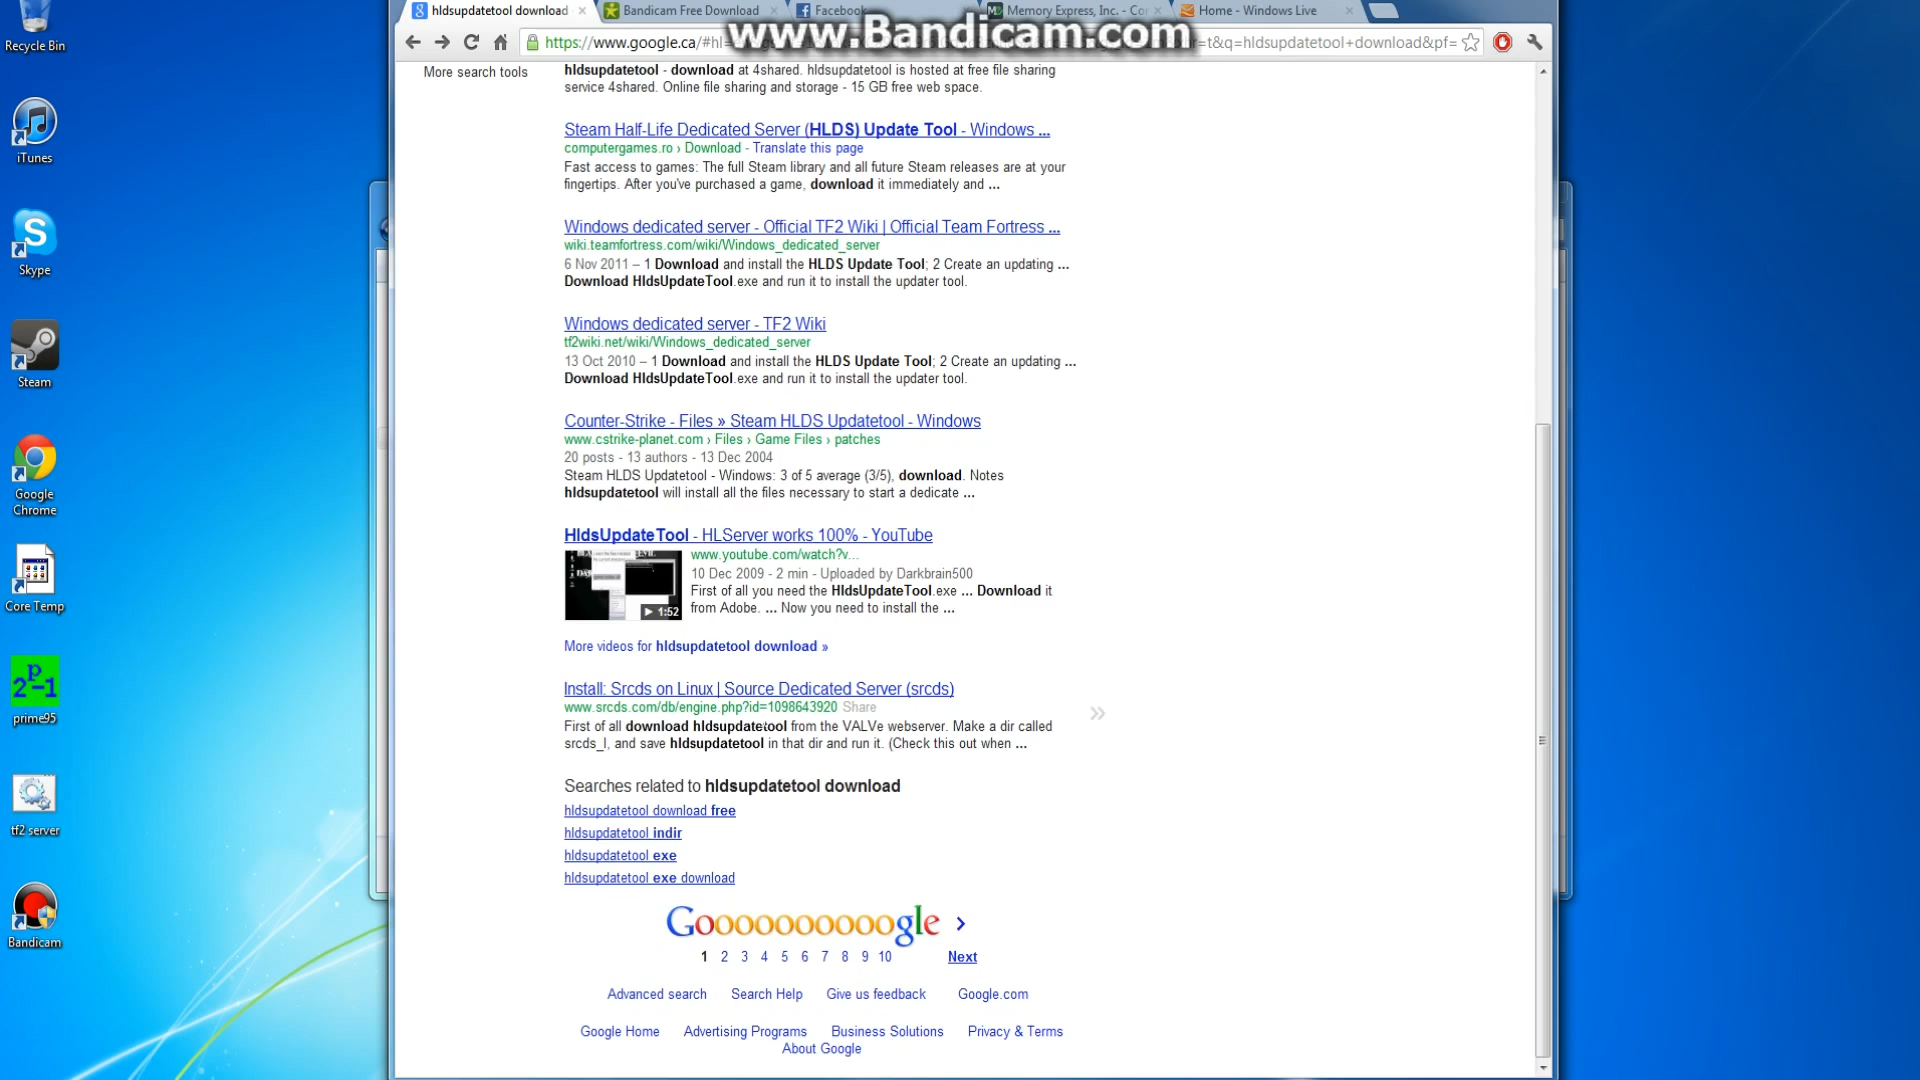 hldsupdatetool download
Bandicam Free Download
Facebook
Memory Express, Inc. - Cor
Home - Windows Live
www.Bandicam.com
https://www.google.ca/#hl=
t&q=hldsupdatetool+download&pf=
Recycle Bin
iTunes
Skype
Steam
Google
Chrome
Core Temp
prime95
tf2 server
Bandicam
More search tools
hldsupdatetool - download at 4shared. hldsupdatetool is hosted at free file sharing
service 4shared. Online file sharing and storage - 15 GB free web space.
Steam Half-Life Dedicated Server (HLDS) Update Tool - Windows ...
computergames.ro › Download - Translate this page
Fast access to games: The full Steam library and all future Steam releases are at your
fingertips. After you've purchased a game, download it immediately and ...
Windows dedicated server - Official TF2 Wiki | Official Team Fortress ...
wiki.teamfortress.com/wiki/Windows_dedicated_server
6 Nov 2011 – 1 Download and install the HLDS Update Tool; 2 Create an updating ...
Download HldsUpdateTool.exe and run it to install the updater tool.
Windows dedicated server - TF2 Wiki
tf2wiki.net/wiki/Windows_dedicated_server
13 Oct 2010 – 1 Download and install the HLDS Update Tool; 2 Create an updating ...
Download HldsUpdateTool.exe and run it to install the updater tool.
Counter-Strike - Files » Steam HLDS Updatetool - Windows
www.cstrike-planet.com › Files › Game Files › patches
20 posts - 13 authors - 13 Dec 2004
Steam HLDS Updatetool - Windows: 3 of 5 average (3/5), download. Notes
hldsupdatetool will install all the files necessary to start a dedicate ...
HldsUpdateTool - HLServer works 100% - YouTube
www.youtube.com/watch?v...
10 Dec 2009 - 2 min - Uploaded by Darkbrain500
First of all you need the HldsUpdateTool.exe ... Download it
from Adobe. ... Now you need to install the ...
1:52
More videos for hldsupdatetool download »
Install: Srcds on Linux | Source Dedicated Server (srcds)
www.srcds.com/db/engine.php?id=1098643920 Share
First of all download hldsupdatetool from the VALVe webserver. Make a dir called
srcds_l, and save hldsupdatetool in that dir and run it. (Check this out when ...
Searches related to hldsupdatetool download
hldsupdatetool download free
hldsupdatetool indir
hldsupdatetool exe
hldsupdatetool exe download
Goooooooooogle
1 2 3 4 5 6 7 8 9 10 Next
Advanced search Search Help Give us feedback Google.com
Google Home Advertising Programs Business Solutions Privacy & Terms
About Google